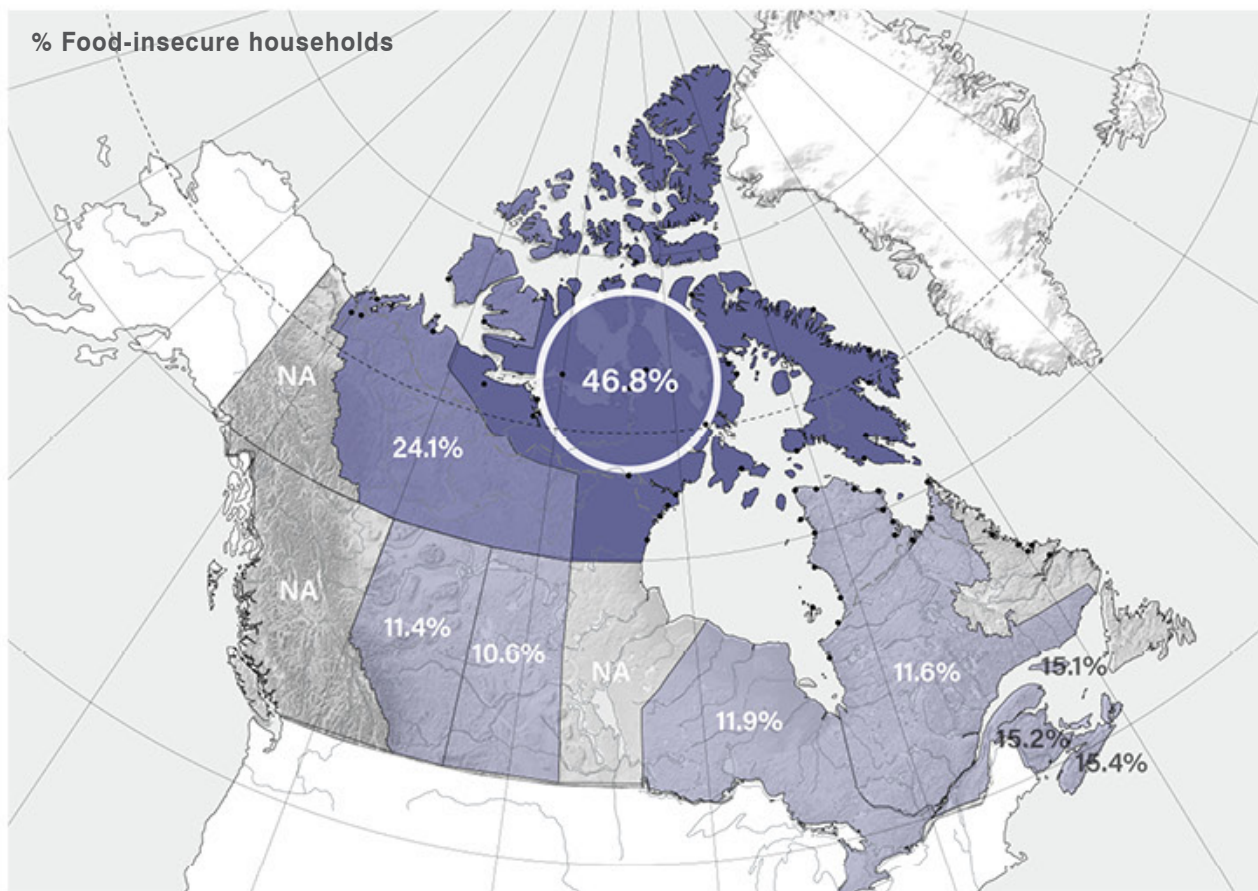 % Food-insecure households
NA
46.8%
24.1%
NA
11.4%
10.6%
NA
11.9%
11.6%
15.1%
15.2%
15.4%